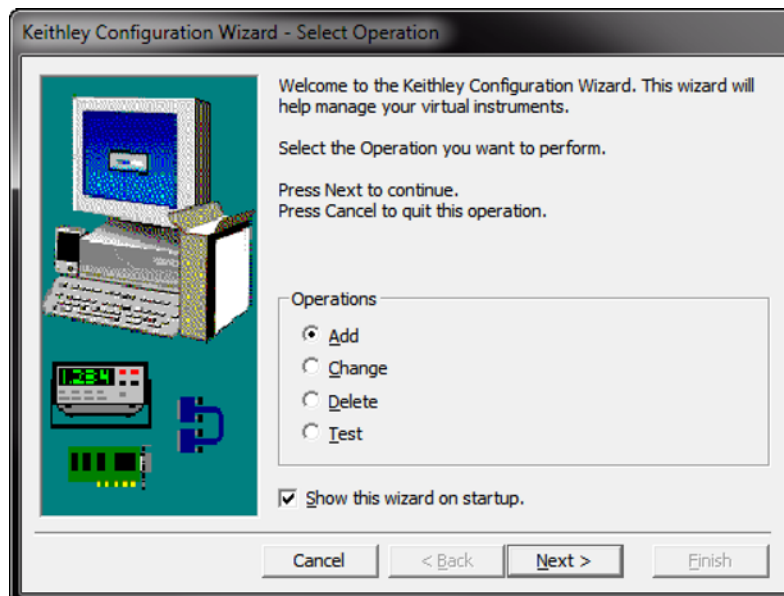 Keithley Configuration Wizard - Select Operation
Welcome to the Keithley Configuration Wizard. This wizard will
help manage your virtual instruments.
Select the Operation you want to perform.
Press Next to continue.
Press Cancel to quit this operation.
Operations
Add
Change
Delete
Test
1.234
Show this wizard on startup.
Cancel
< Back
Next >
Finish